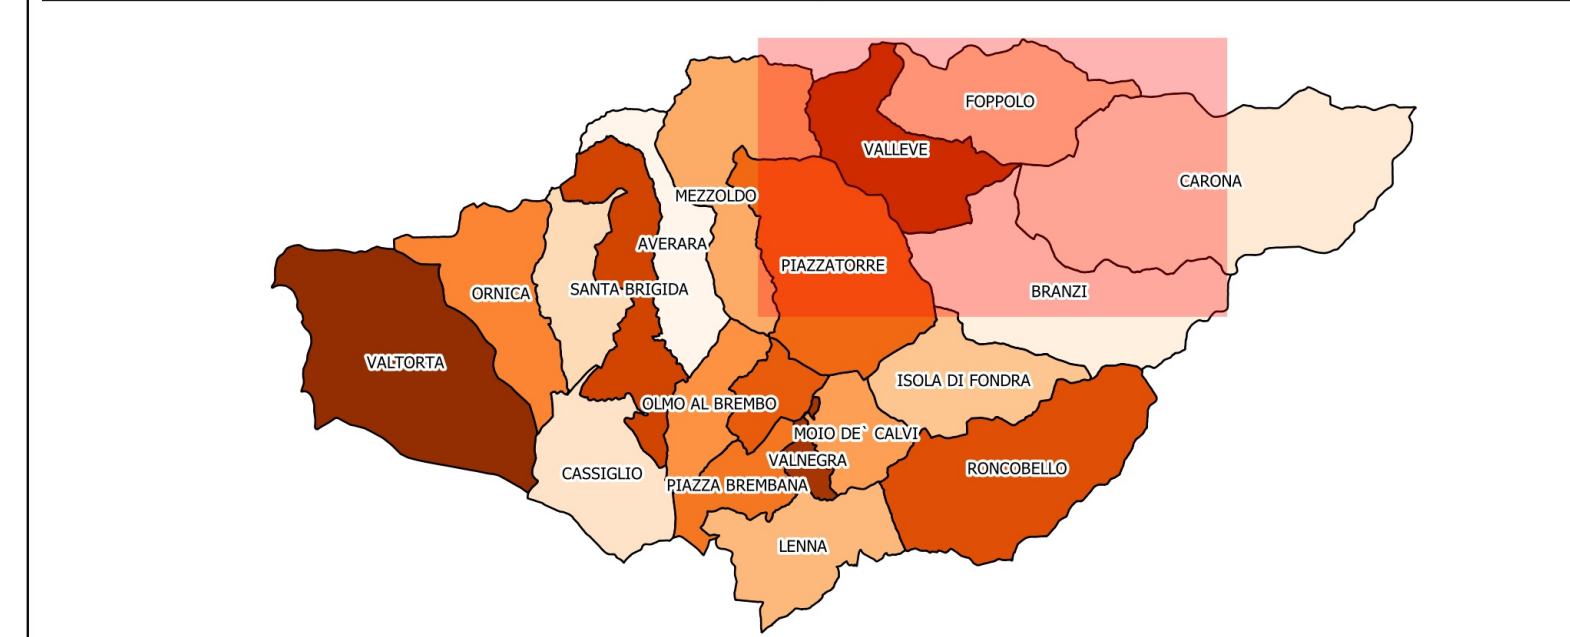 FOPPOLO
VALLEVE
CARONA
MEZZOLDO
AVERARA
PIAZZATORRE
ORNICA
SANTA BRIGIDA
BRANZI
VALTORTA
ISOLA DI FONDRA
OLMO AL BREMBO
MOIO DE` CALVI
VALNEGRA
RONCOBELLO
CASSIGLIO
PIAZZA BREMBANA
LENNA